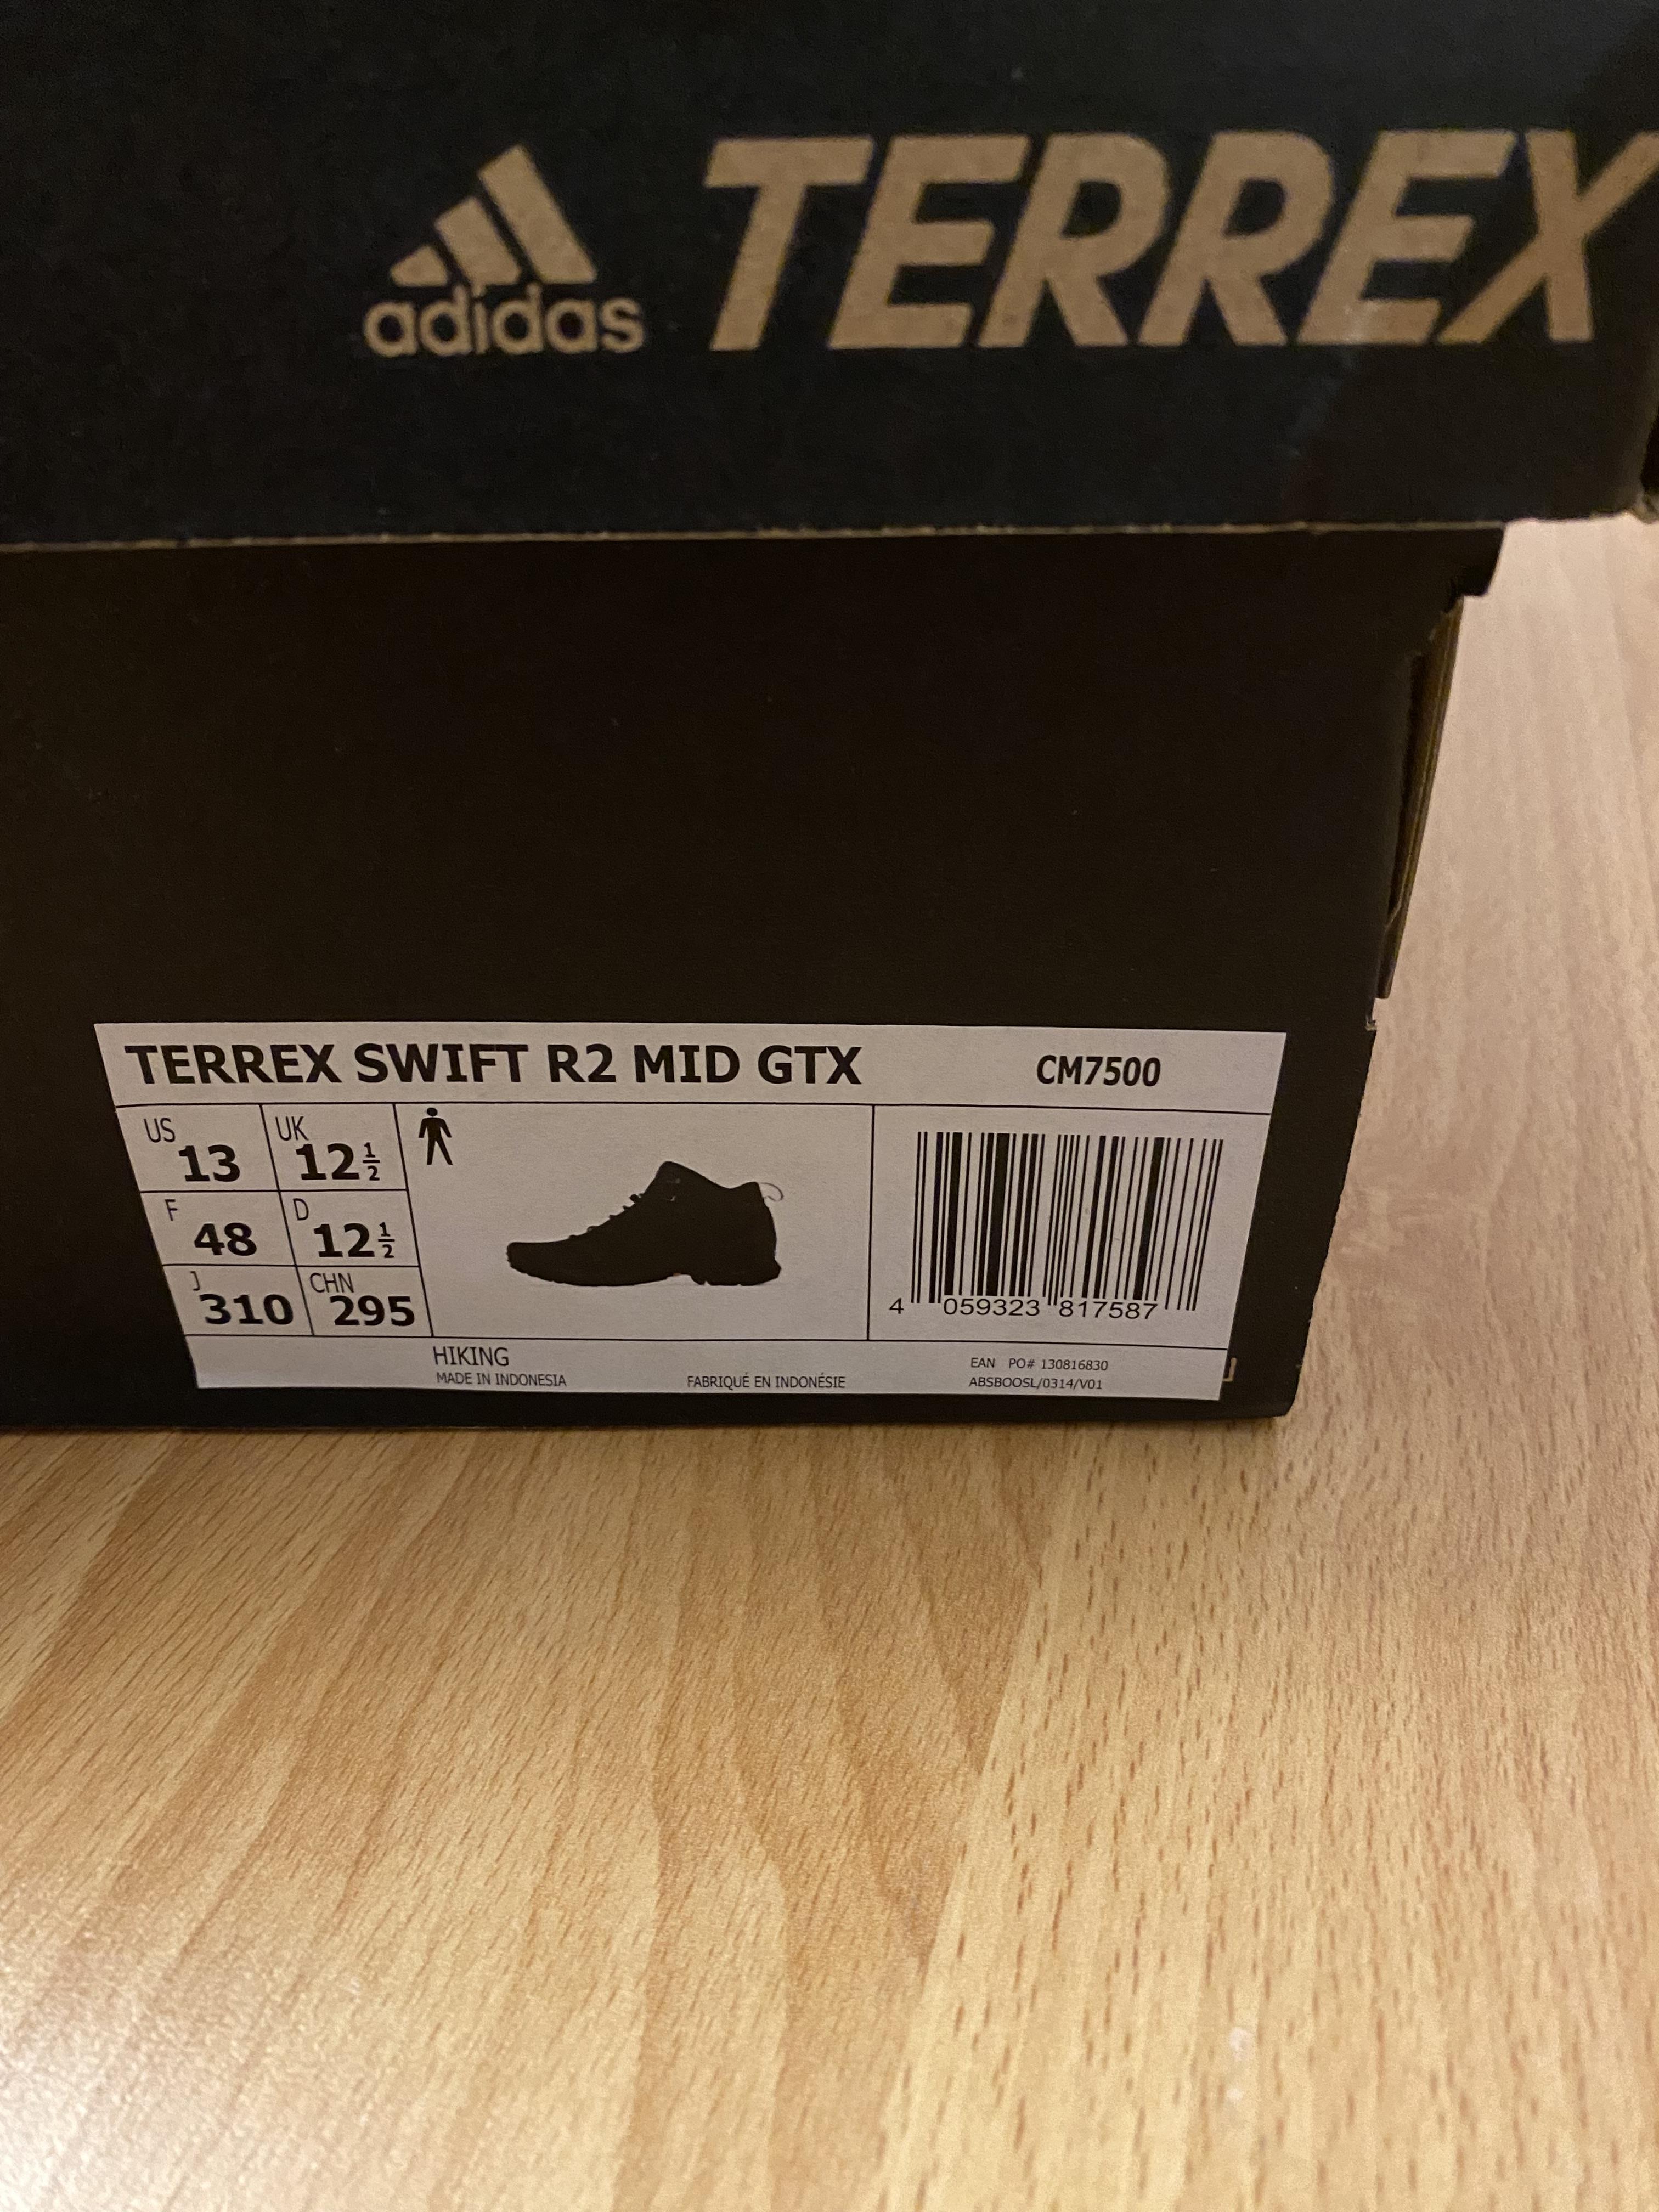 adidas TERREX
TERREX SWIFT R2 MID GTX CM7500
US 13 UK 12½
F 48 D 12½
J 310 CHN 295
4 059323 817587
HIKING
MADE IN INDONESIA FABRIQUÉ EN INDONÉSIE
EAN PO# 130816830
ABSBOOSL/0314/V01